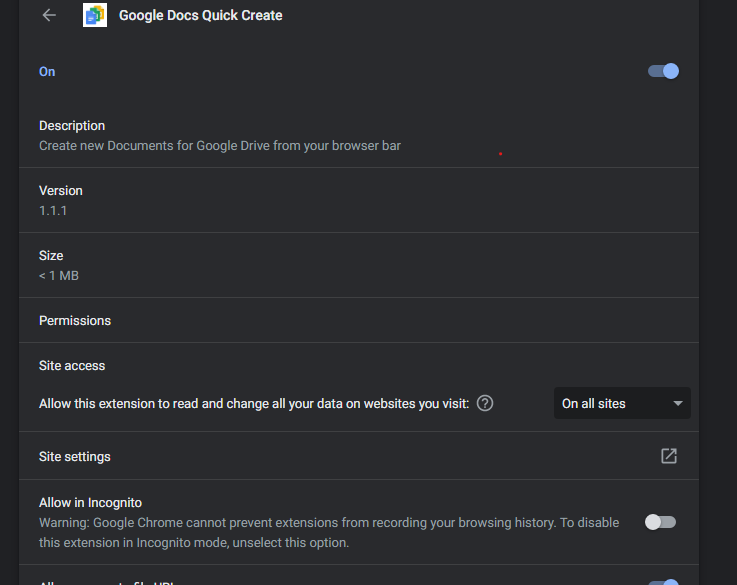 Google Docs Quick Create
On
Description
Create new Documents for Google Drive from your browser bar
Version
1.1.1
Size
< 1 MB
Permissions
Site access
Allow this extension to read and change all your data on websites you visit: ?
On all sites
Site settings
Allow in Incognito
Warning: Google Chrome cannot prevent extensions from recording your browsing history. To disable
this extension in Incognito mode, unselect this option.